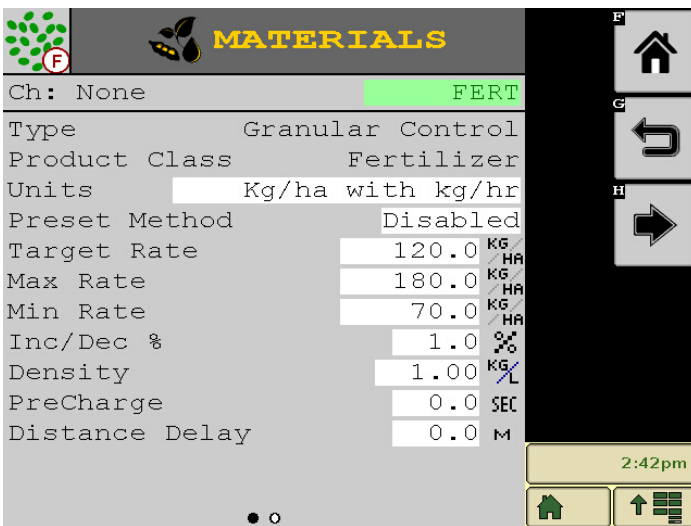 F
MATERIALS
F
Ch: None FERT
G
Type Granular Control
Product Class Fertilizer
Units Kg/ha with kg/hr
H
Preset Method Disabled
Target Rate 120.0 KG/HA
Max Rate 180.0 KG/HA
Min Rate 70.0 KG/HA
Inc/Dec % 1.0 %
Density 1.00 KG/L
PreCharge 0.0 SEC
Distance Delay 0.0 M
2:42pm